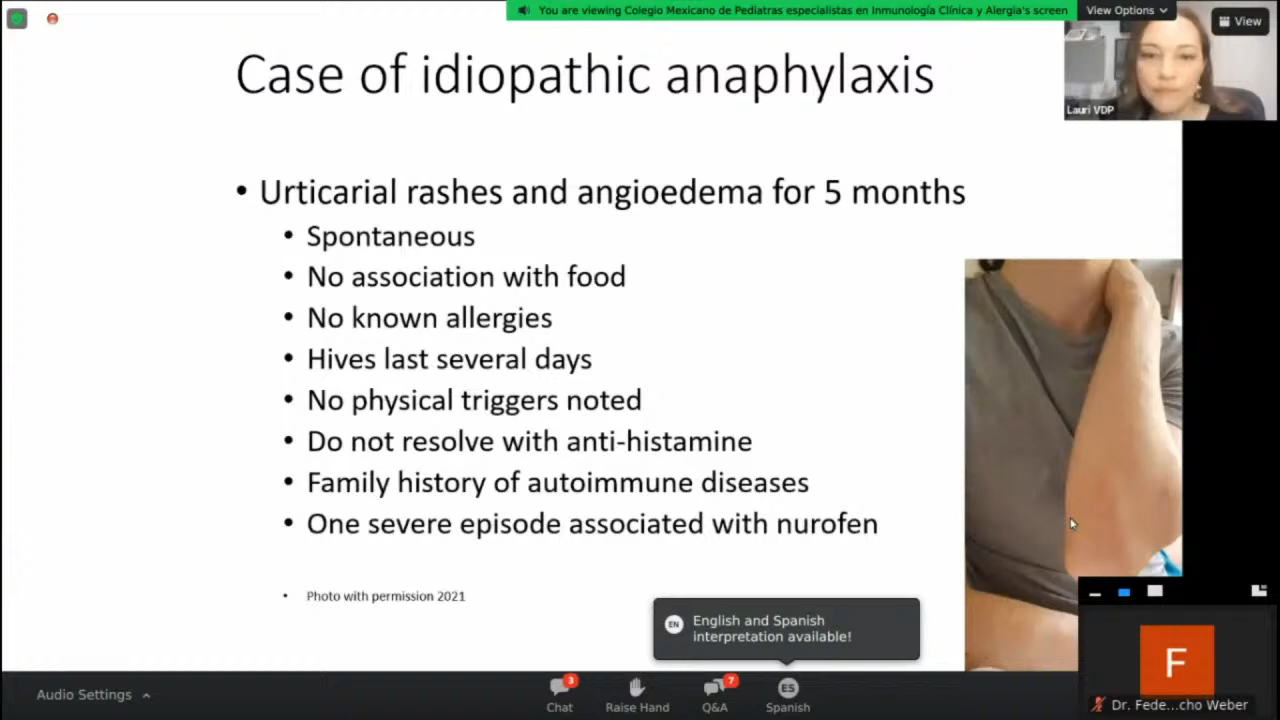 You are viewing Colegio Mexicano de Pediatras especialistas en Inmunología Clínica y Alergia's screen
View Options
View
Lauri VDP
Case of idiopathic anaphylaxis
• Urticarial rashes and angioedema for 5 months
• Spontaneous
• No association with food
• No known allergies
• Hives last several days
• No physical triggers noted
• Do not resolve with anti-histamine
• Family history of autoimmune diseases
• One severe episode associated with nurofen
• Photo with permission 2021
EN
English and Spanish
interpretation available!
F
Dr. Fede...cho Weber
Audio Settings
3
Chat
Raise Hand
7
Q&A
ES
Spanish